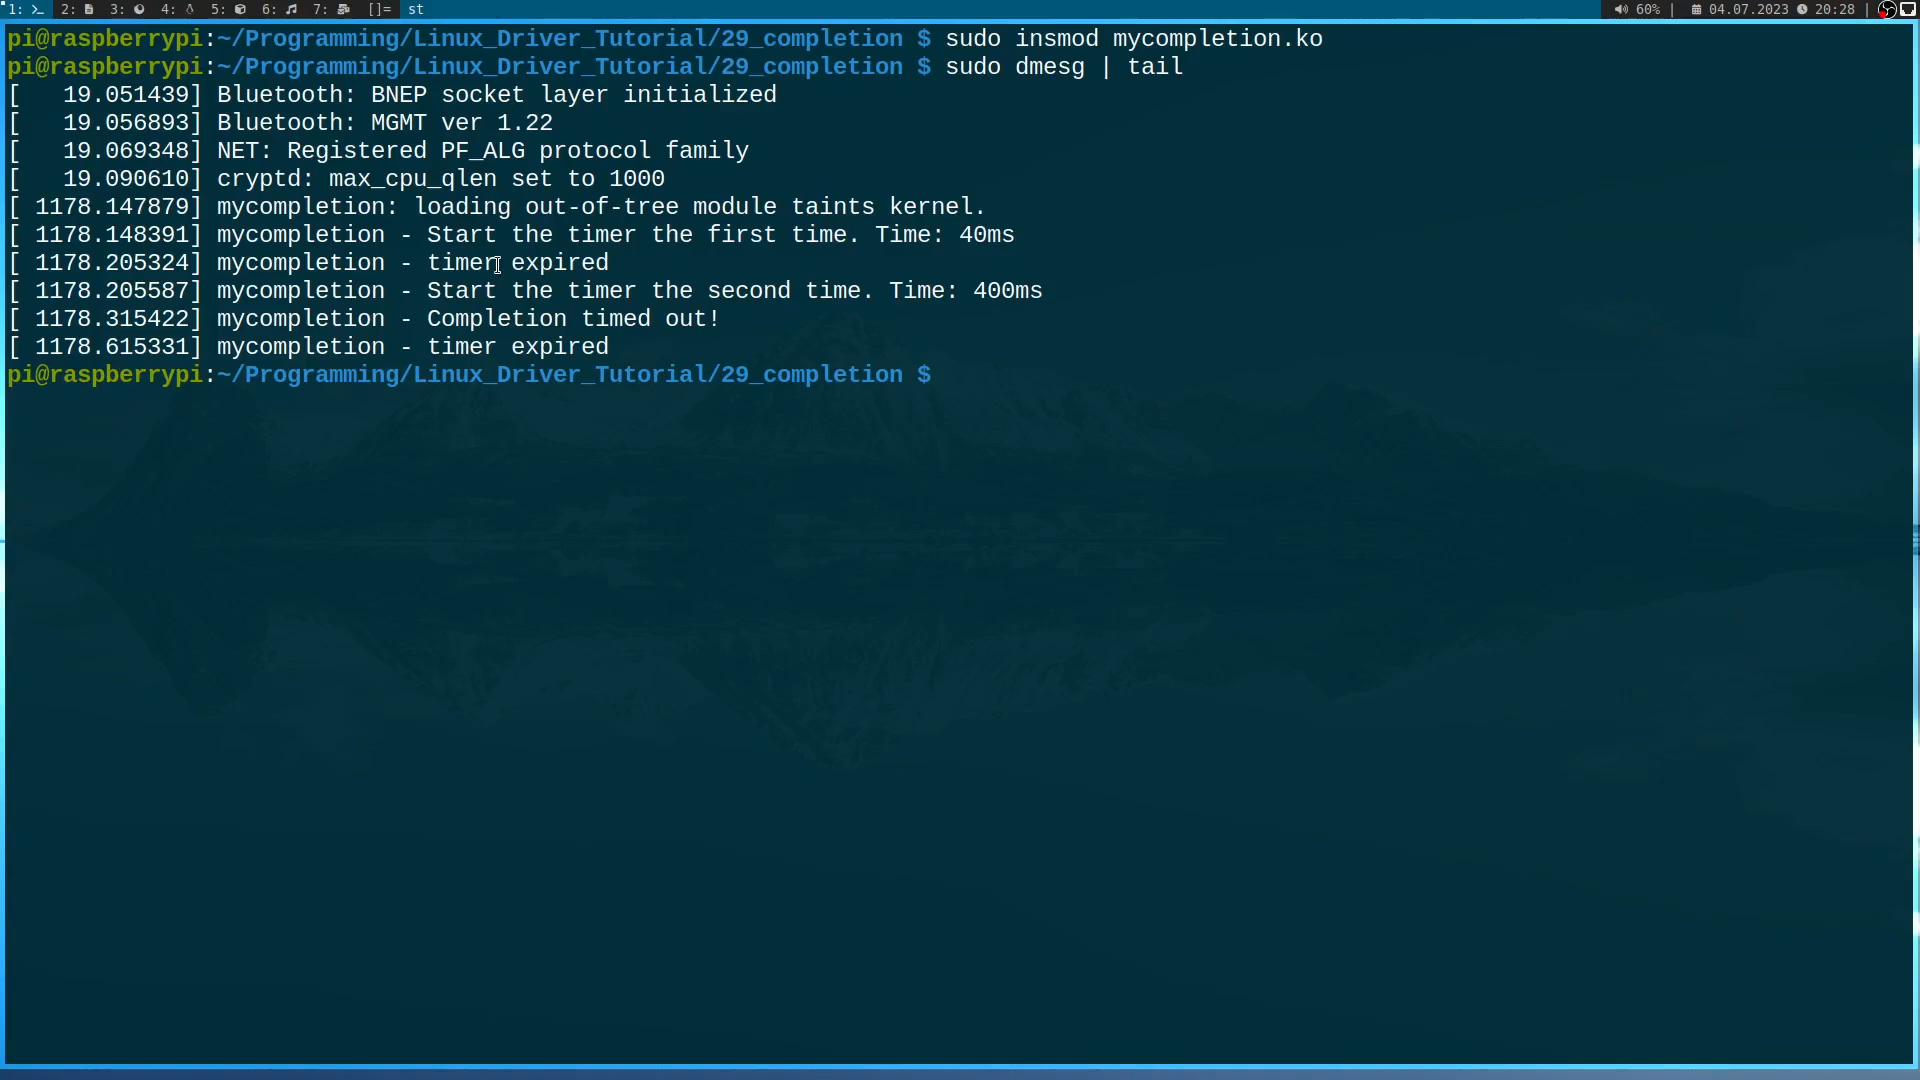 1: 2: 3: 4: 5: 6: 7: []= st 60% | 04.07.2023 20:28 |
pi@raspberrypi:~/Programming/Linux_Driver_Tutorial/29_completion $ sudo insmod mycompletion.ko
pi@raspberrypi:~/Programming/Linux_Driver_Tutorial/29_completion $ sudo dmesg | tail
[   19.051439] Bluetooth: BNEP socket layer initialized
[   19.056893] Bluetooth: MGMT ver 1.22
[   19.069348] NET: Registered PF_ALG protocol family
[   19.090610] cryptd: max_cpu_qlen set to 1000
[ 1178.147879] mycompletion: loading out-of-tree module taints kernel.
[ 1178.148391] mycompletion - Start the timer the first time. Time: 40ms
[ 1178.205324] mycompletion - timer expired
[ 1178.205587] mycompletion - Start the timer the second time. Time: 400ms
[ 1178.315422] mycompletion - Completion timed out!
[ 1178.615331] mycompletion - timer expired
pi@raspberrypi:~/Programming/Linux_Driver_Tutorial/29_completion $